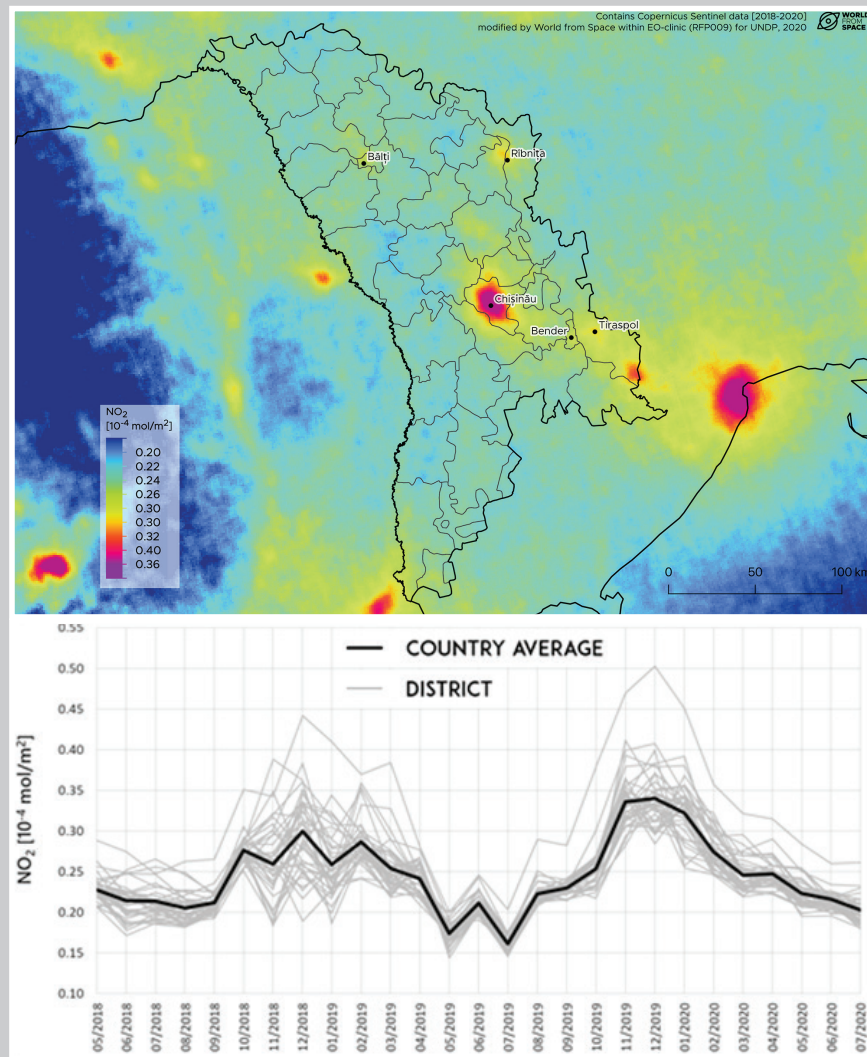 Contains Copernicus Sentinel data [2018-2020]
modified by World from Space within EO-clinic (RFP009) for UNDP, 2020
WORLD
FROM
SPACE
Bălți
Rîbnița
Chișinău
Bender
Tiraspol
NO₂
[10⁻⁴ mol/m²]
0.20
0.22
0.24
0.26
0.30
0.30
0.32
0.40
0.36
0 50 100 km
0.55
COUNTRY AVERAGE
DISTRICT
0.50
0.45
0.40
0.35
0.30
0.25
0.20
0.15
0.10
NO₂ [10⁻⁴ mol/m²]
05/2018
06/2018
07/2018
08/2018
09/2018
10/2018
11/2018
12/2018
01/2019
02/2019
03/2019
04/2019
05/2019
06/2019
07/2019
08/2019
09/2019
10/2019
11/2019
12/2019
01/2020
02/2020
03/2020
04/2020
05/2020
06/2020
07/2020